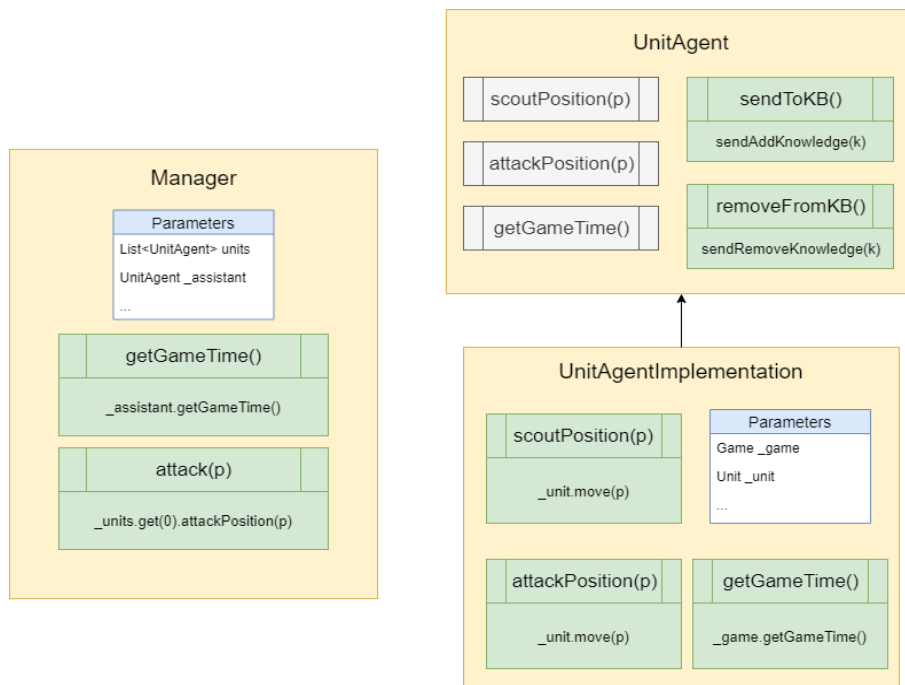 Manager
Parameters
List<UnitAgent> units
UnitAgent _assistant
...
getGameTime()
_assistant.getGameTime()
attack(p)
_units.get(0).attackPosition(p)
UnitAgent
scoutPosition(p)
attackPosition(p)
getGameTime()
sendToKB()
sendAddKnowledge(k)
removeFromKB()
sendRemoveKnowledge(k)
UnitAgentImplementation
scoutPosition(p)
_unit.move(p)
Parameters
Game _game
Unit _unit
...
attackPosition(p)
_unit.move(p)
getGameTime()
_game.getGameTime()